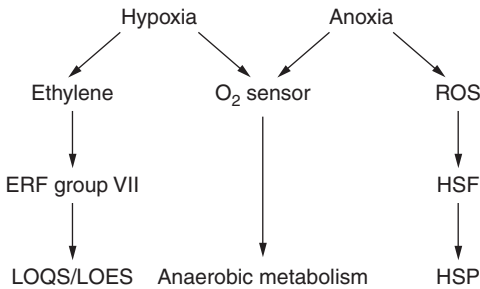 Hypoxia Anoxia
Ethylene O₂ sensor ROS
ERF group VII HSF
LOQS/LOES Anaerobic metabolism HSP